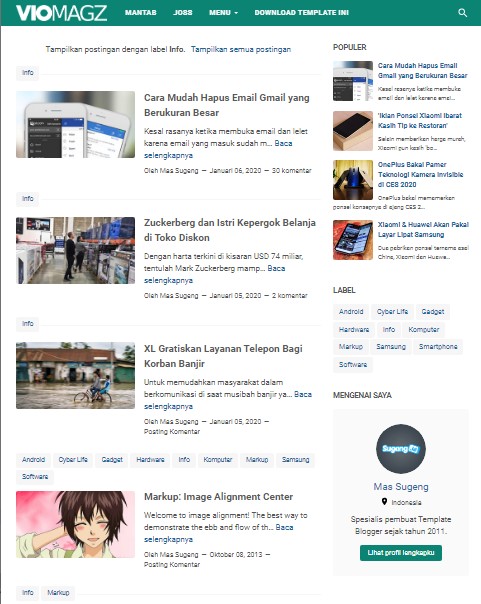 VIOMAGZ MANTAB JOSS MENU DOWNLOAD TEMPLATE INI
Tampilkan postingan dengan label Info. Tampilkan semua postingan
Info
Cara Mudah Hapus Email Gmail yang
Berukuran Besar
Kesal rasanya ketika membuka email dan lelet
karena email yang masuk sudah m... Baca
selengkapnya
Oleh Mas Sugeng — Januari 06, 2020 — 30 komentar
Info
Zuckerberg dan Istri Kepergok Belanja
di Toko Diskon
Dengan harta terkini di kisaran USD 74 miliar,
tentulah Mark Zuckerberg mamp... Baca
selengkapnya
Oleh Mas Sugeng — Januari 05, 2020 — 2 komentar
Info
XL Gratiskan Layanan Telepon Bagi
Korban Banjir
Untuk memudahkan masyarakat dalam
berkomunikasi di saat musibah banjir ya... Baca
selengkapnya
Oleh Mas Sugeng — Januari 05, 2020 —
Posting Komentar
Android Cyber Life Gadget Hardware Info Komputer Markup Samsung
Software
Markup: Image Alignment Center
Welcome to image alignment! The best way to
demonstrate the ebb and flow of th... Baca
selengkapnya
Oleh Mas Sugeng — Oktober 08, 2013 —
Posting Komentar
Info Markup
POPULER
Cara Mudah Hapus Email
Gmail yang Berukuran Besar
Kesal rasanya ketika membuka
email dan lelet karena emai...
'Iklan Ponsel Xiaomi Ibarat
Kasih Tip ke Restoran'
Selain memberikan harga murah,
Xiaomi pun kasih 'bo...
OnePlus Bakal Pamer
Teknologi Kamera Invisible
di CES 2020
OnePlus bakal memamerkan
ponsel konsepnya di ajang CES 2...
Xiaomi & Huawei Akan Pakai
Layar Lipat Samsung
Dua pabrikan ponsel ternama asal
China, Xiaomi dan Huawe...
LABEL
Android Cyber Life Gadget
Hardware Info Komputer
Markup Samsung Smartphone
Software
MENGENAI SAYA
Sugeng
Mas Sugeng
Indonesia
Spesialis pembuat Template
Blogger sejak tahun 2011.
Lihat profil lengkapku